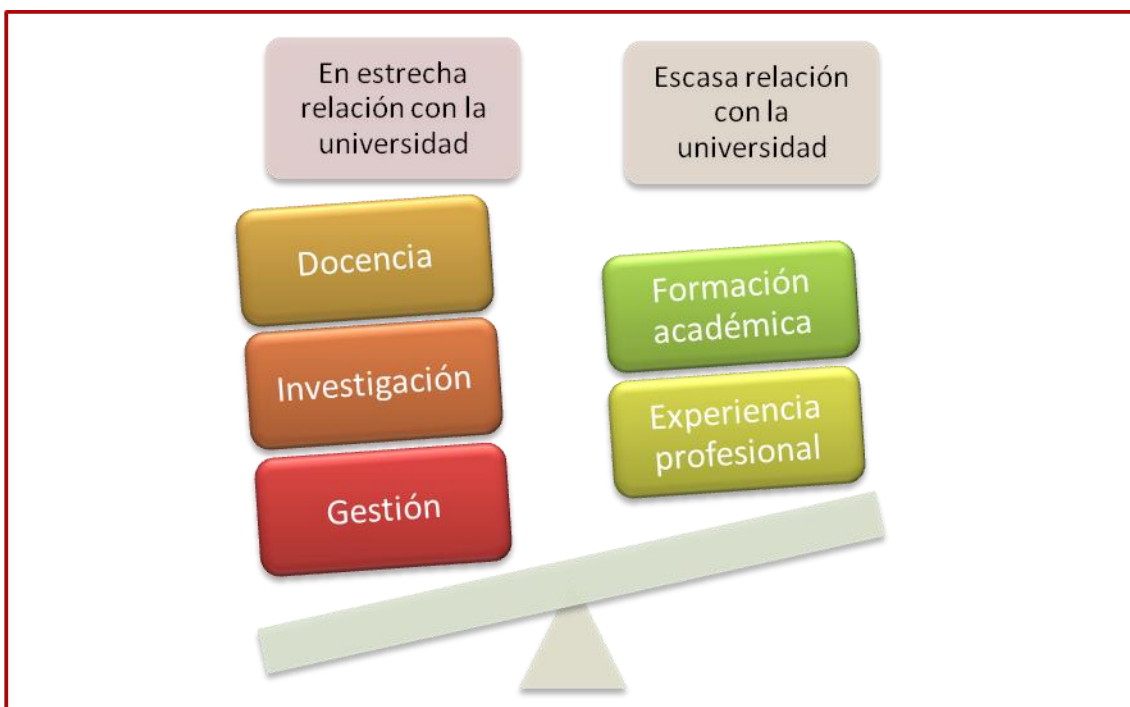 En estrecha
relación con la
universidad
Escasa relación
con la
universidad
Docencia
Investigación
Gestión
Formación
académica
Experiencia
profesional